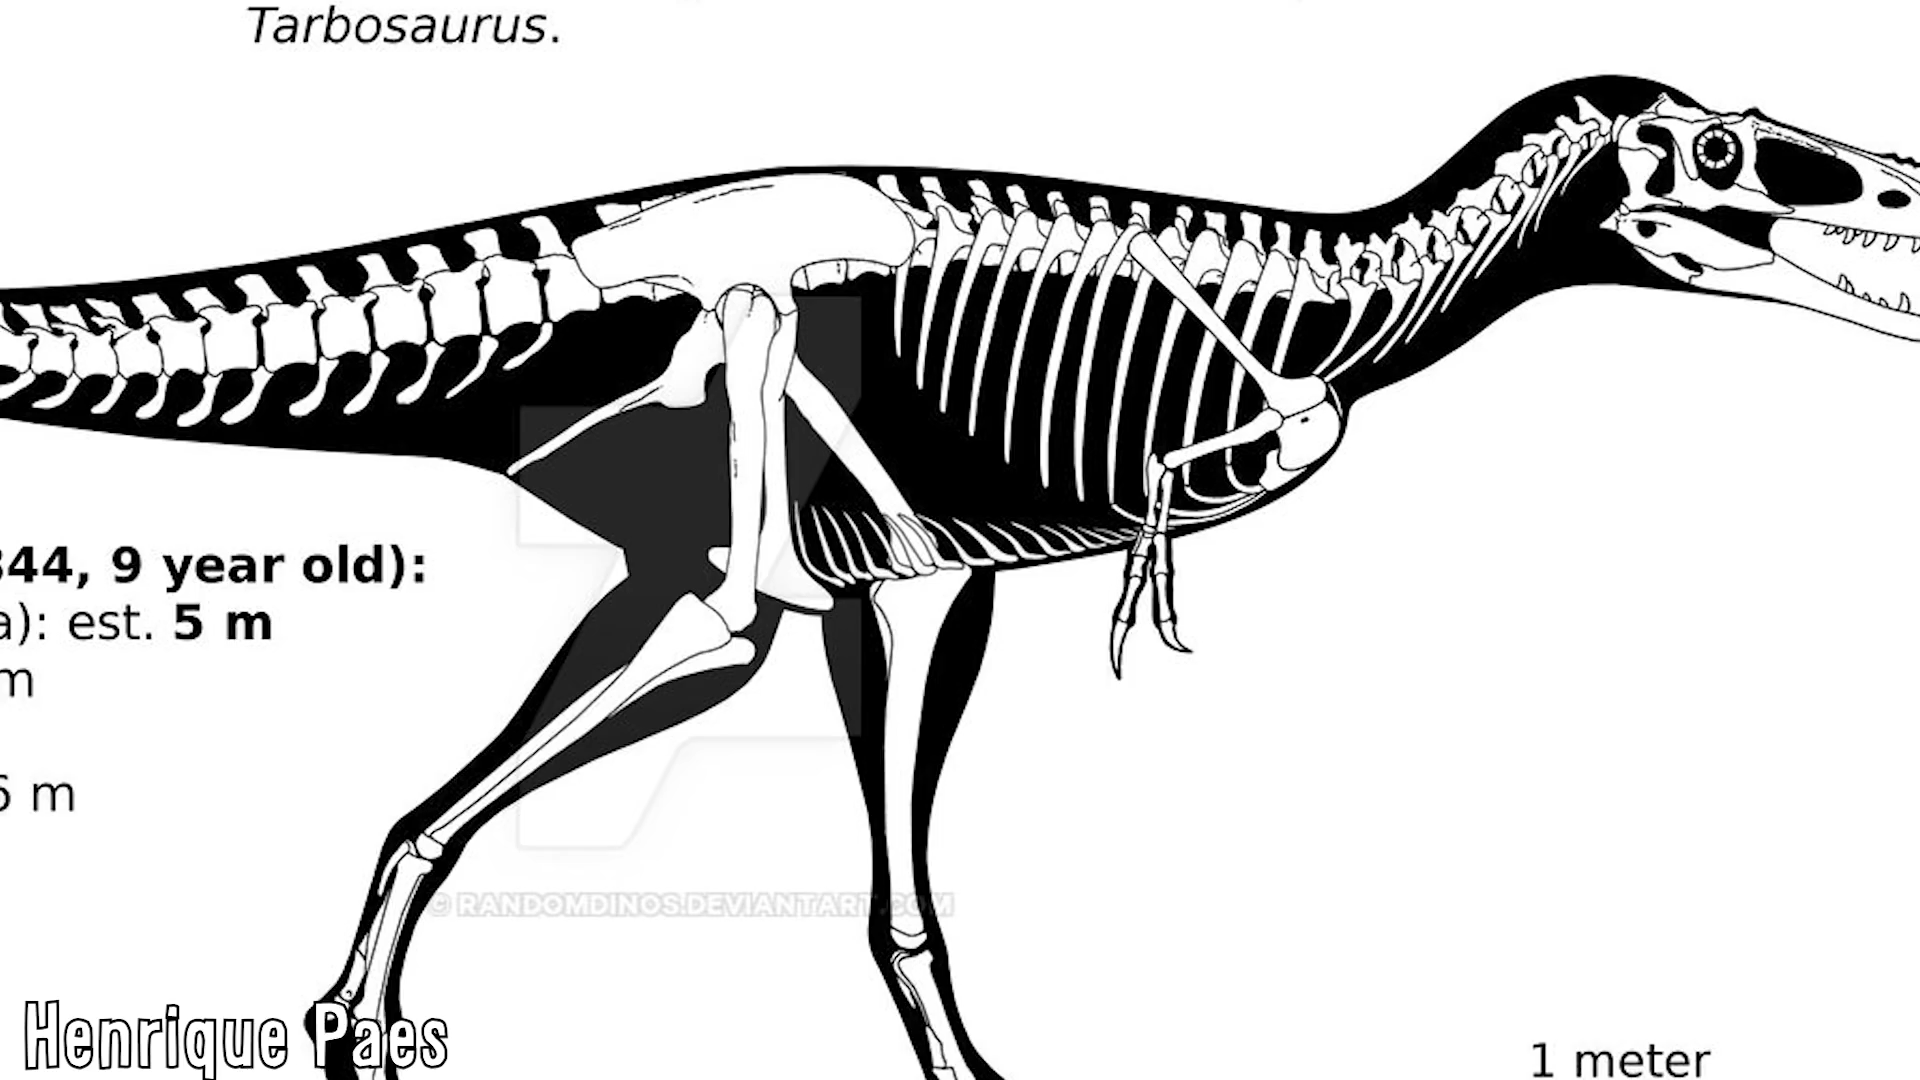 Tarbosaurus.
344, 9 year old):
a): est. 5 m
m
6 m
© RANDOMDINOS.DEVIANTART.COM
Henrique Paes
1 meter